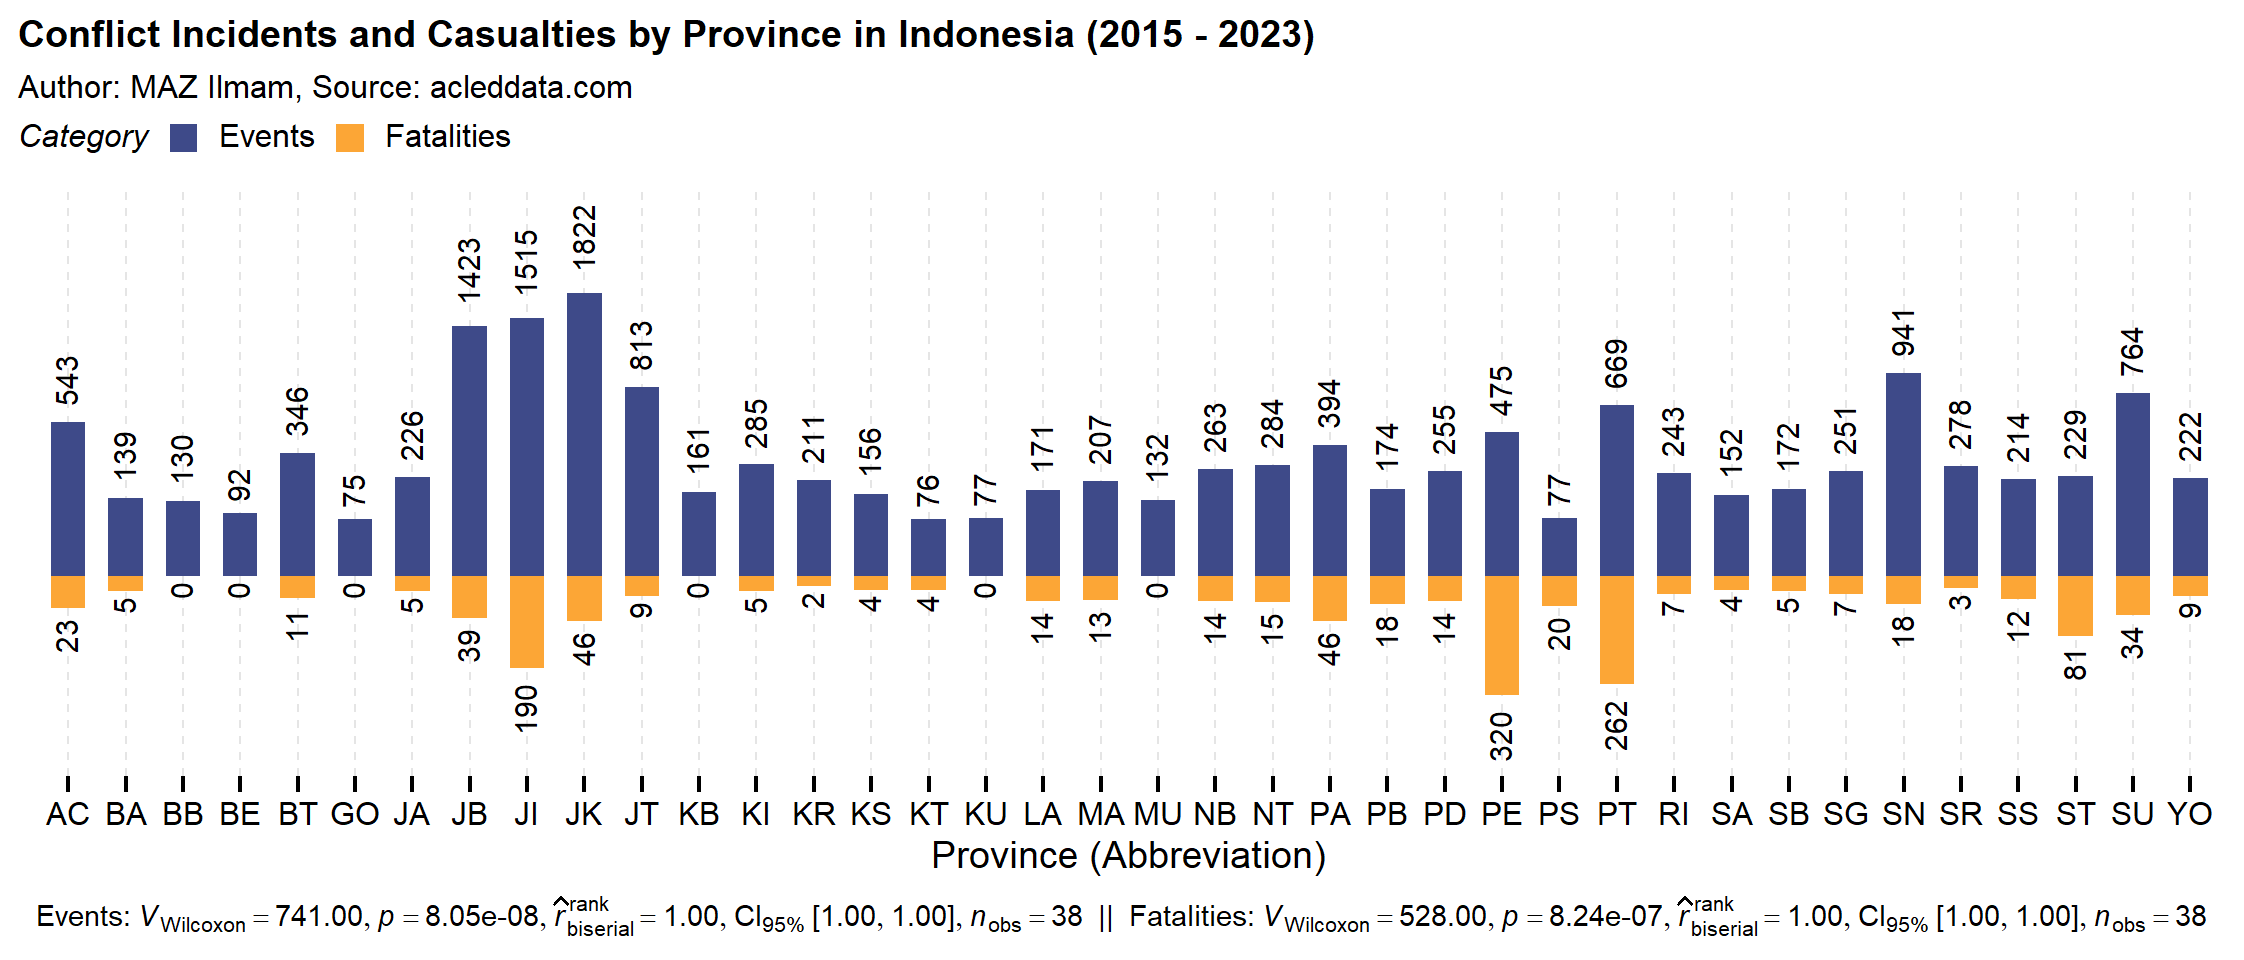 Conflict Incidents and Casualties by Province in Indonesia (2015 - 2023)
Author: MAZ Ilmam, Source: acleddata.com
Category Events Fatalities
543 139 130 92 346 75 226 1423 1515 1822 813 161 285 211 156 76 77 171 207 132 263 284 394 174 255 475 77 669 243 152 172 251 941 278 214 229 764 222
23 5 0 0 11 0 5 39 190 46 9 0 5 2 4 4 0 14 13 0 14 15 46 18 14 320 20 262 7 4 5 7 18 3 12 81 34 9
AC BA BB BE BT GO JA JB JI JK JT KB KI KR KS KT KU LA MA MU NB NT PA PB PD PE PS PT RI SA SB SG SN SR SS ST SU YO
Province (Abbreviation)
Events: V Wilcoxon = 741.00, p = 8.05e-08, r̂ rank biserial = 1.00, CI95% [1.00, 1.00], n obs = 38 || Fatalities: V Wilcoxon = 528.00, p = 8.24e-07, r̂ rank biserial = 1.00, CI95% [1.00, 1.00], n obs = 38